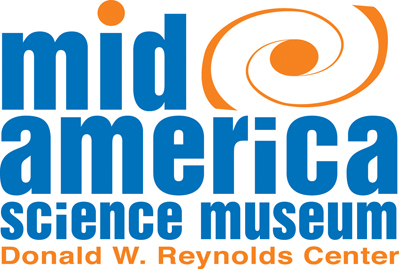 mid
america
science museum
Donald W. Reynolds Center